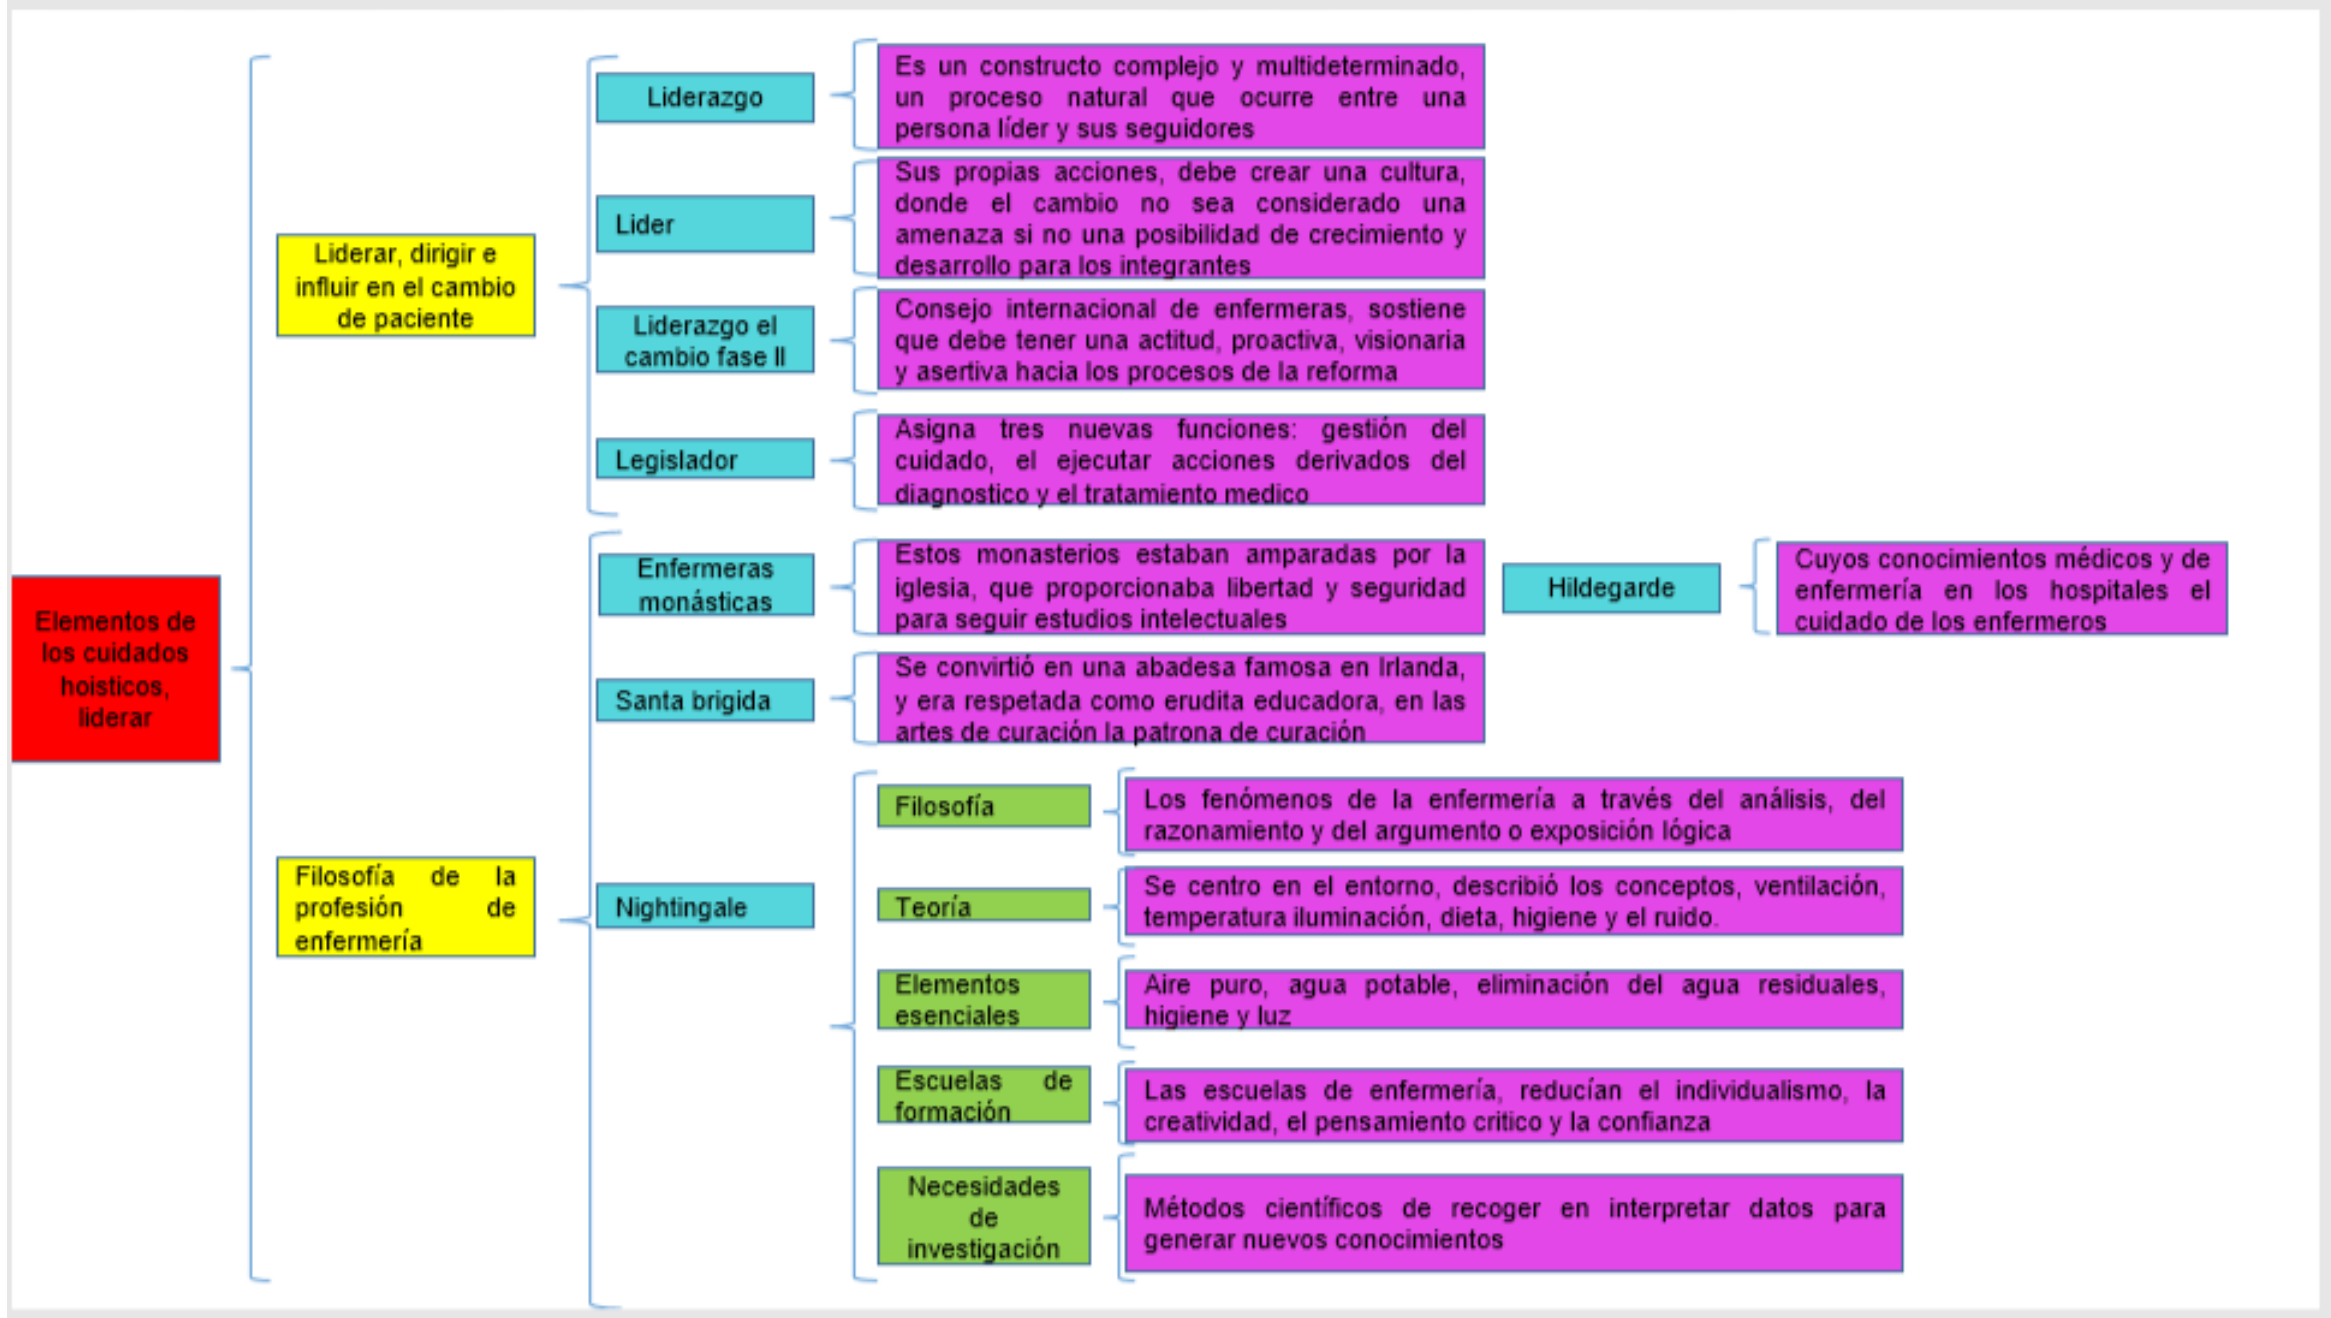 Elementos de
los cuidados
hoisticos,
liderar
Liderar, dirigir e
influir en el cambio
de paciente
Liderazgo
Es un constructo complejo y multideterminado,
un proceso natural que ocurre entre una
persona líder y sus seguidores
Lider
Sus propias acciones, debe crear una cultura,
donde el cambio no sea considerado una
amenaza si no una posibilidad de crecimiento y
desarrollo para los integrantes
Liderazgo el
cambio fase II
Consejo internacional de enfermeras, sostiene
que debe tener una actitud, proactiva, visionaria
y asertiva hacia los procesos de la reforma
Legislador
Asigna tres nuevas funciones: gestión del
cuidado, el ejecutar acciones derivados del
diagnostico y el tratamiento medico
Filosofía de la
profesión de
enfermería
Enfermeras
monásticas
Estos monasterios estaban amparadas por la
iglesia, que proporcionaba libertad y seguridad
para seguir estudios intelectuales
Hildegarde
Cuyos conocimientos médicos y de
enfermería en los hospitales el
cuidado de los enfermeros
Santa brigida
Se convirtió en una abadesa famosa en Irlanda,
y era respetada como erudita educadora, en las
artes de curación la patrona de curación
Nightingale
Filosofía
Los fenómenos de la enfermería a través del análisis, del
razonamiento y del argumento o exposición lógica
Teoría
Se centro en el entorno, describió los conceptos, ventilación,
temperatura iluminación, dieta, higiene y el ruido.
Elementos
esenciales
Aire puro, agua potable, eliminación del agua residuales,
higiene y luz
Escuelas de
formación
Las escuelas de enfermería, reducían el individualismo, la
creatividad, el pensamiento critico y la confianza
Necesidades
de
investigación
Métodos científicos de recoger en interpretar datos para
generar nuevos conocimientos